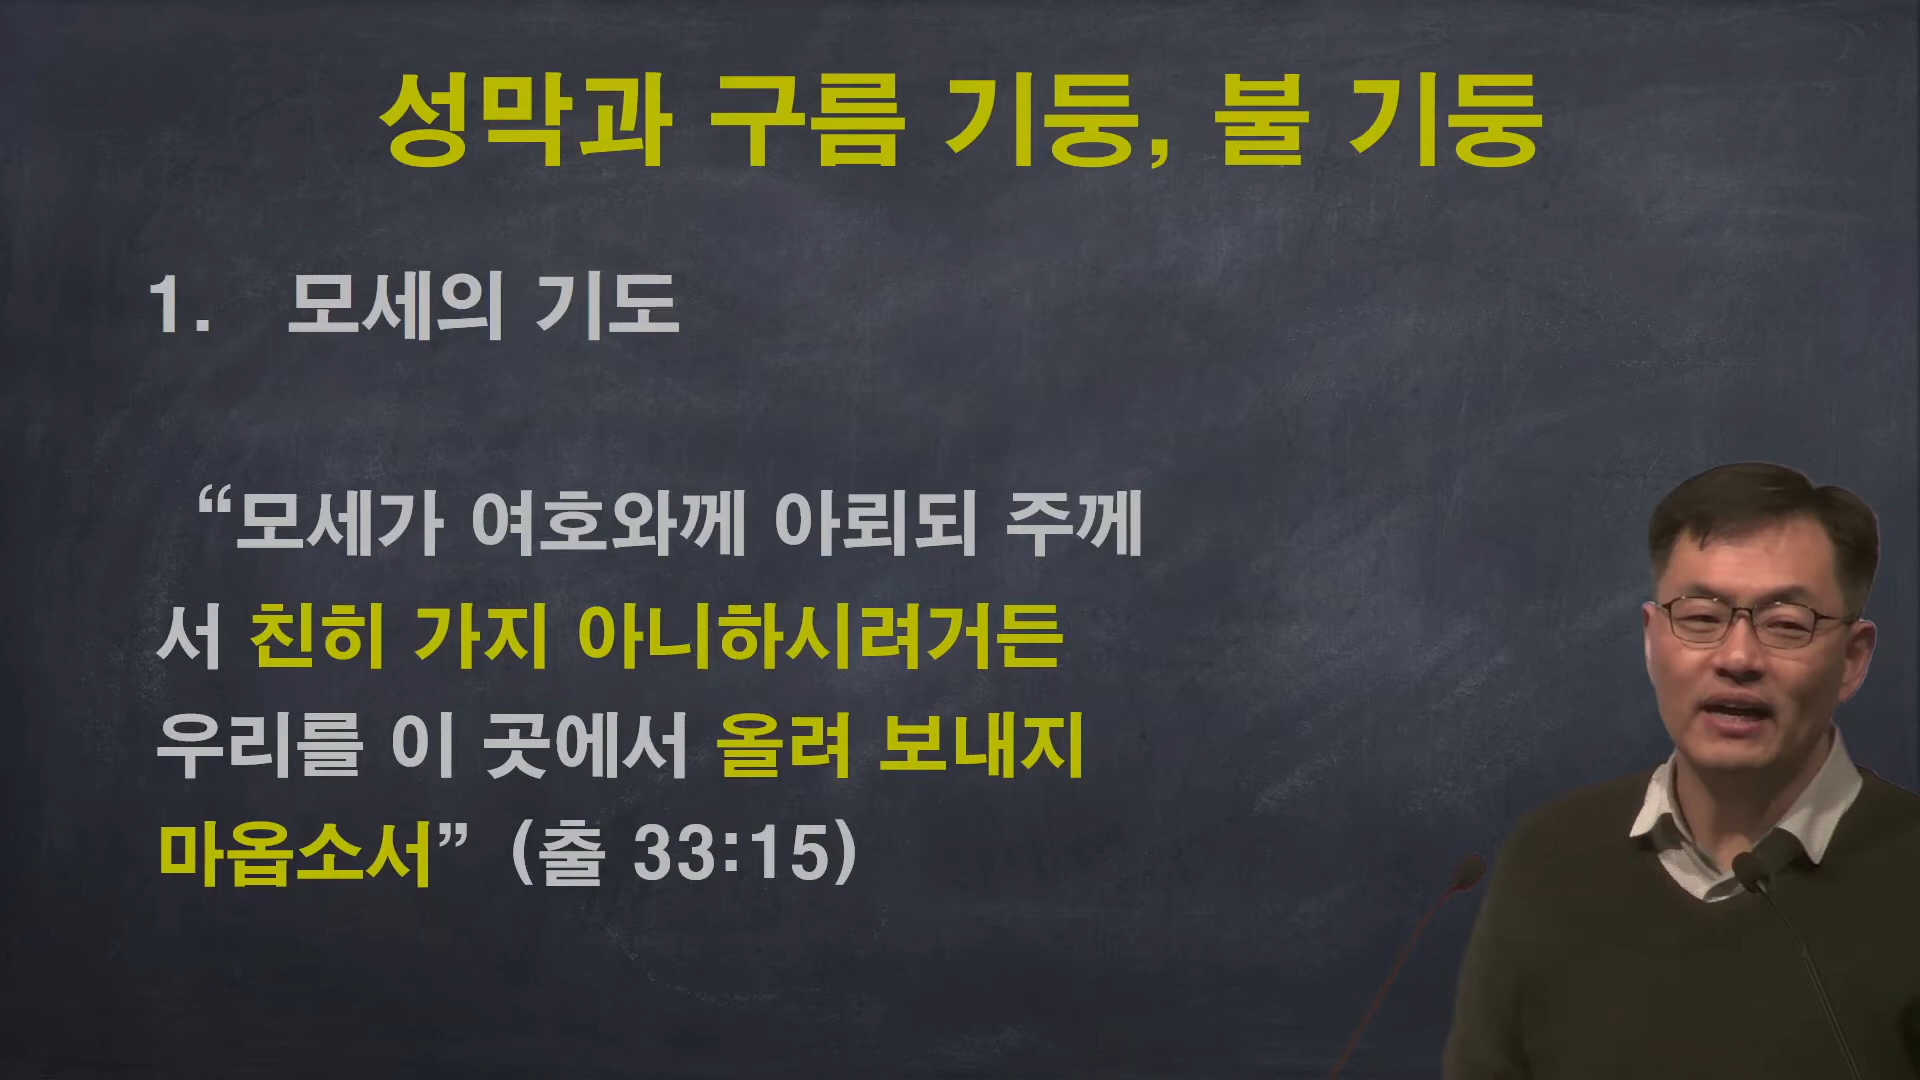 성막과 구름 기둥, 불 기둥
1. 모세의 기도
“모세가 여호와께 아뢰되 주께
서 친히 가지 아니하시려거든
우리를 이 곳에서 올려 보내지
마옵소서” (출 33:15)